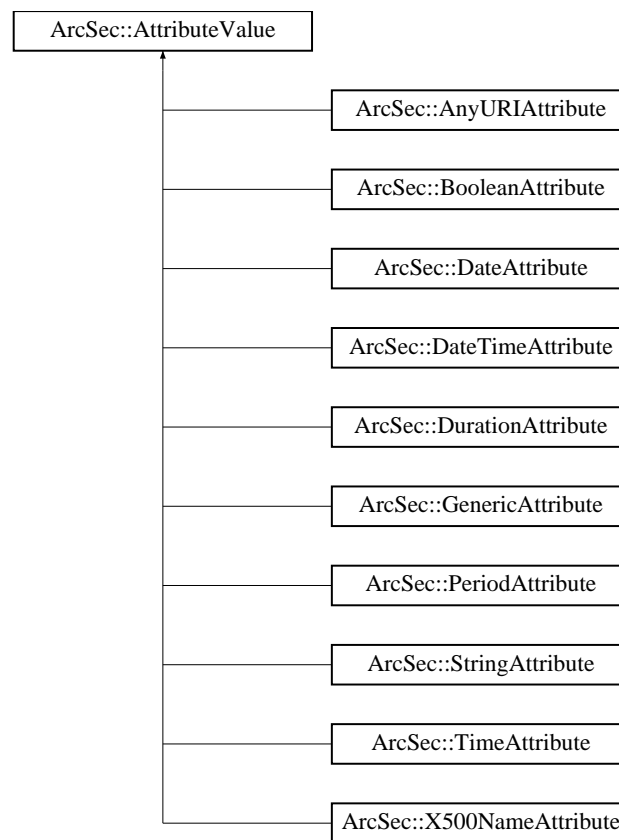 ArcSec::AttributeValue
ArcSec::AnyURIAttribute
ArcSec::BooleanAttribute
ArcSec::DateAttribute
ArcSec::DateTimeAttribute
ArcSec::DurationAttribute
ArcSec::GenericAttribute
ArcSec::PeriodAttribute
ArcSec::StringAttribute
ArcSec::TimeAttribute
ArcSec::X500NameAttribute